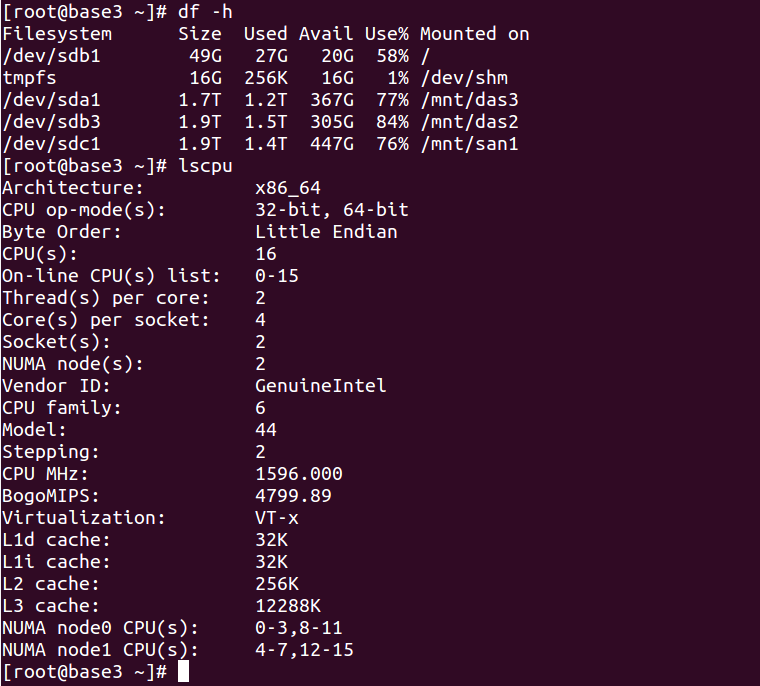 [root@base3 ~]# df -h
Filesystem      Size  Used Avail Use% Mounted on
/dev/sdb1        49G   27G   20G  58% /
tmpfs            16G  256K   16G   1% /dev/shm
/dev/sda1       1.7T  1.2T  367G  77% /mnt/das3
/dev/sdb3       1.9T  1.5T  305G  84% /mnt/das2
/dev/sdc1       1.9T  1.4T  447G  76% /mnt/san1
[root@base3 ~]# lscpu
Architecture:          x86_64
CPU op-mode(s):        32-bit, 64-bit
Byte Order:            Little Endian
CPU(s):                16
On-line CPU(s) list:   0-15
Thread(s) per core:    2
Core(s) per socket:    4
Socket(s):             2
NUMA node(s):          2
Vendor ID:             GenuineIntel
CPU family:            6
Model:                 44
Stepping:              2
CPU MHz:               1596.000
BogoMIPS:              4799.89
Virtualization:        VT-x
L1d cache:             32K
L1i cache:             32K
L2 cache:              256K
L3 cache:              12288K
NUMA node0 CPU(s):     0-3,8-11
NUMA node1 CPU(s):     4-7,12-15
[root@base3 ~]#